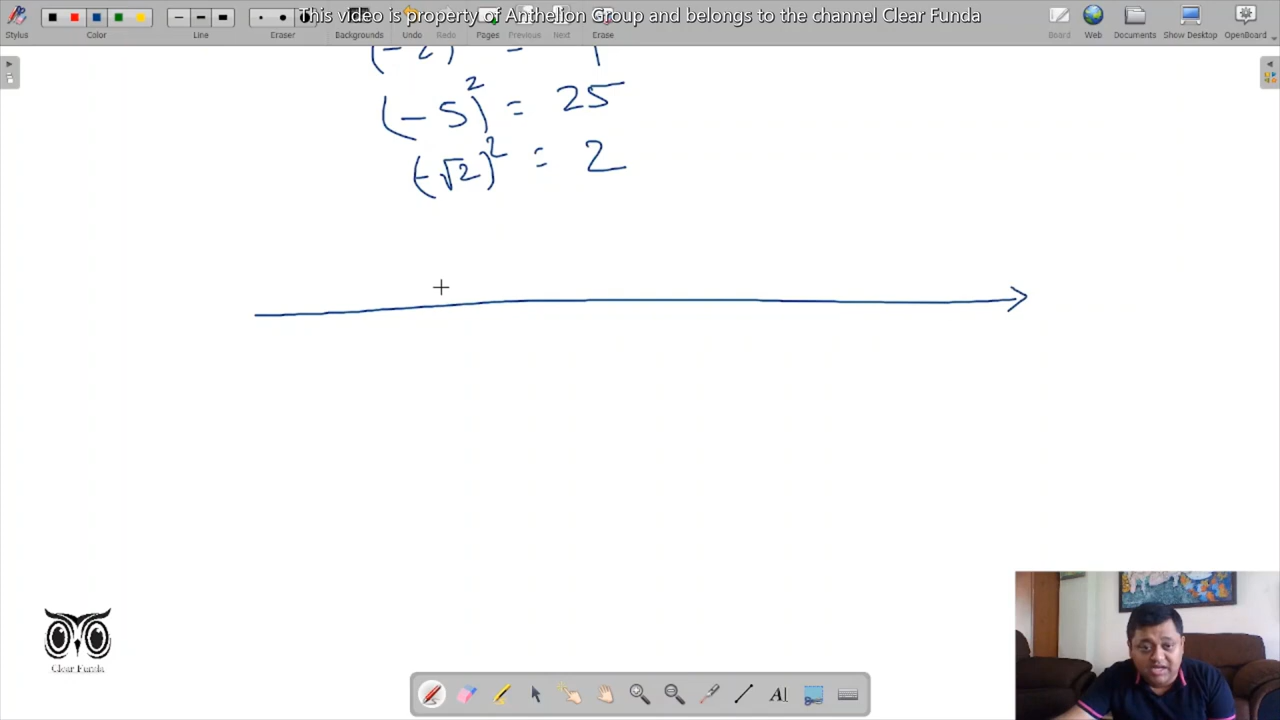 This video is property of Anthelion Group and belongs to the channel Clear Funda
Stylus Color Line Eraser Backgrounds Undo Redo Pages Previous Next Erase Board Web Documents Show Desktop OpenBoard
(-5)² = 25
(-√2)² = 2
Clear Funda